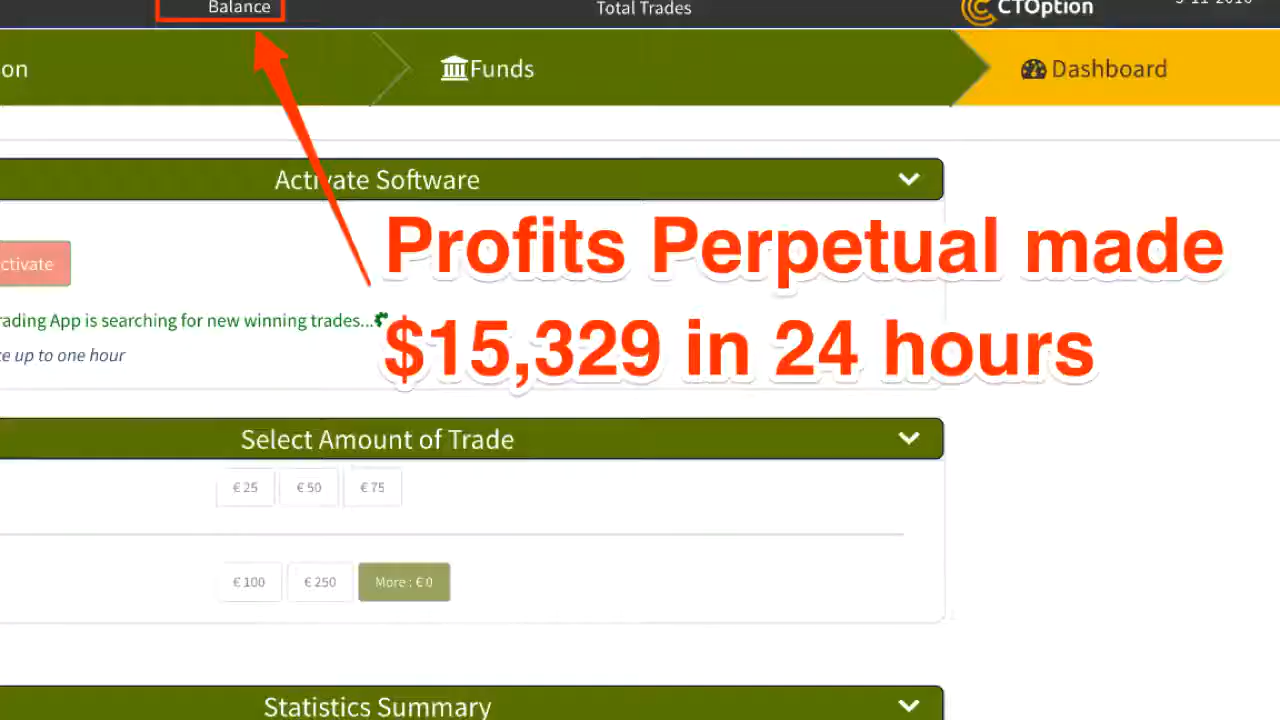 Balance
Total Trades
CTOption
on
Funds
Dashboard
Activate Software
ctivate
Profits Perpetual made
rading App is searching for new winning trades...
$15,329 in 24 hours
e up to one hour
Select Amount of Trade
€ 25
€ 50
€ 75
€ 100
€ 250
More : € 0
Statistics Summary